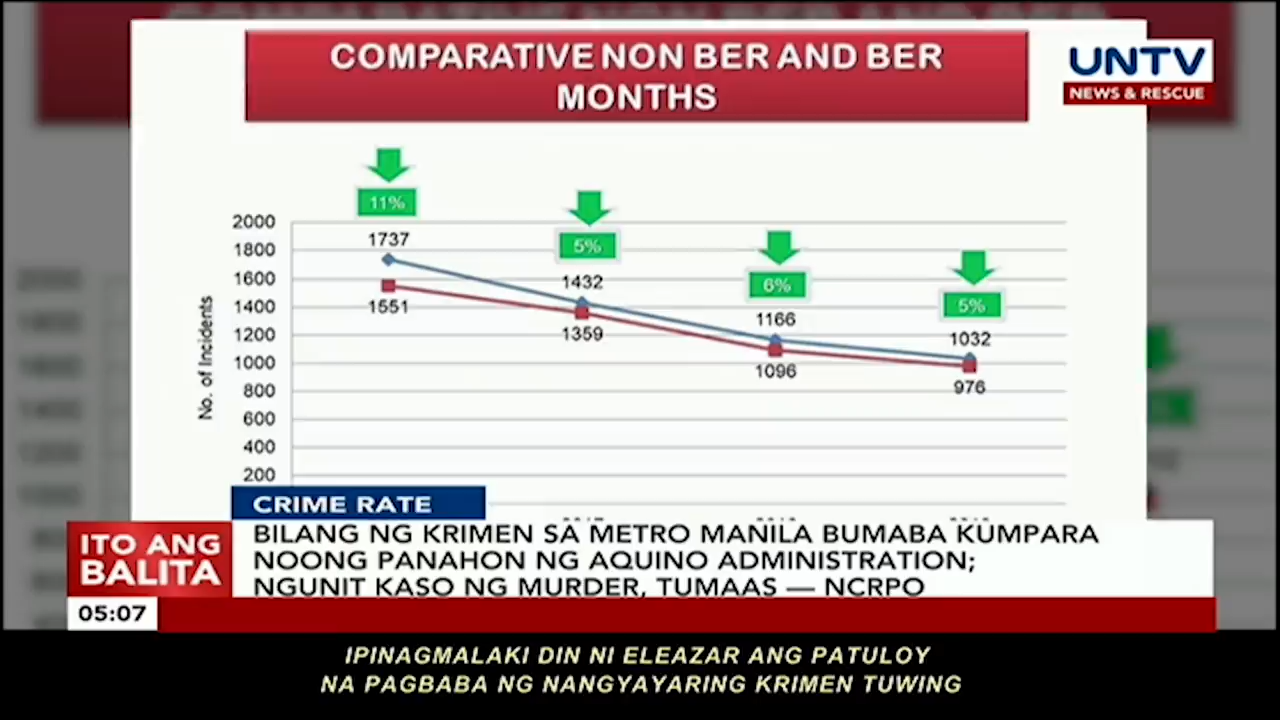 COMPARATIVE NON BER AND BER
MONTHS
UNTV
NEWS & RESCUE
11%
5%
6%
5%
2000
1800
1600
1400
1200
1000
800
600
400
200
No. of Incidents
1737
1432
1166
1032
1551
1359
1096
976
CRIME RATE
ITO ANG
BALITA
BILANG NG KRIMEN SA METRO MANILA BUMABA KUMPARA
NOONG PANAHON NG AQUINO ADMINISTRATION;
NGUNIT KASO NG MURDER, TUMAAS — NCRPO
05:07
IPINAGMALAKI DIN NI ELEAZAR ANG PATULOY
NA PAGBABA NG NANGYAYARING KRIMEN TUWING